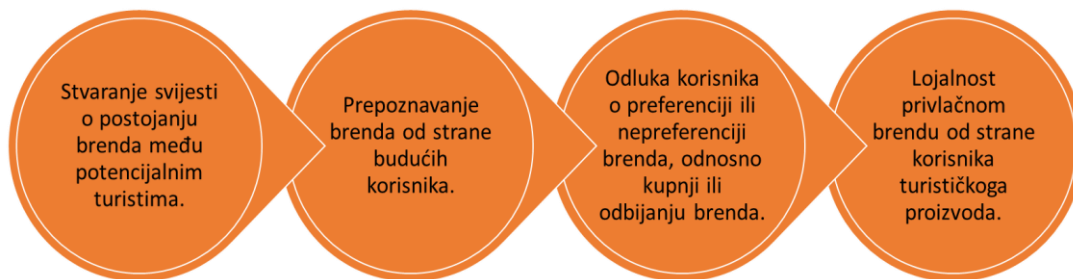 Stvaranje svijesti
o postojanju
brenda među
potencijalnim
turistima.
Prepoznavanje
brenda od strane
budućih
korisnika.
Odluka korisnika
o preferenciji ili
nepreferenciji
brenda, odnosno
kupnji ili
odbijanju brenda.
Lojalnost
privlačnom
brendu od strane
korisnika
turističkoga
proizvoda.